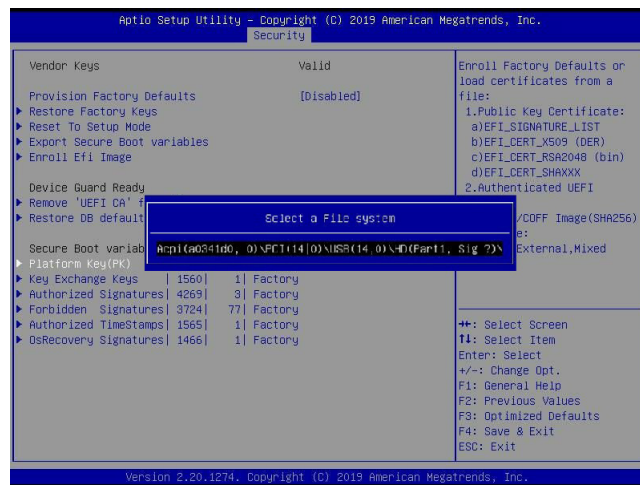 Aptio Setup Utility – Copyright (C) 2019 American Megatrends, Inc.
Security
Vendor Keys Valid
Provision Factory Defaults [Disabled]
Restore Factory Keys
Reset To Setup Mode
Export Secure Boot variables
Enroll Efi Image
Device Guard Ready
Remove 'UEFI CA' f
Restore DB default
Secure Boot variab
Platform Key(PK)
Key Exchange Keys | 1560| 1| Factory
Authorized Signatures| 4269| 3| Factory
Forbidden Signatures| 3724| 77| Factory
Authorized TimeStamps| 1565| 1| Factory
OsRecovery Signatures| 1466| 1| Factory
Select a File system
Acpi(a0341d0, 0)\PCI(14|0)\USB(14,0)\HD(Part1, Sig ?)\
Enroll Factory Defaults or
load certificates from a
file:
1.Public Key Certificate:
a)EFI_SIGNATURE_LIST
b)EFI_CERT_X509 (DER)
c)EFI_CERT_RSA2048 (bin)
d)EFI_CERT_SHAXXX
2.Authenticated UEFI
/COFF Image(SHA256)
e:
External,Mixed
→←: Select Screen
↑↓: Select Item
Enter: Select
+/-: Change Opt.
F1: General Help
F2: Previous Values
F3: Optimized Defaults
F4: Save & Exit
ESC: Exit
Version 2.20.1274. Copyright (C) 2019 American Megatrends, Inc.